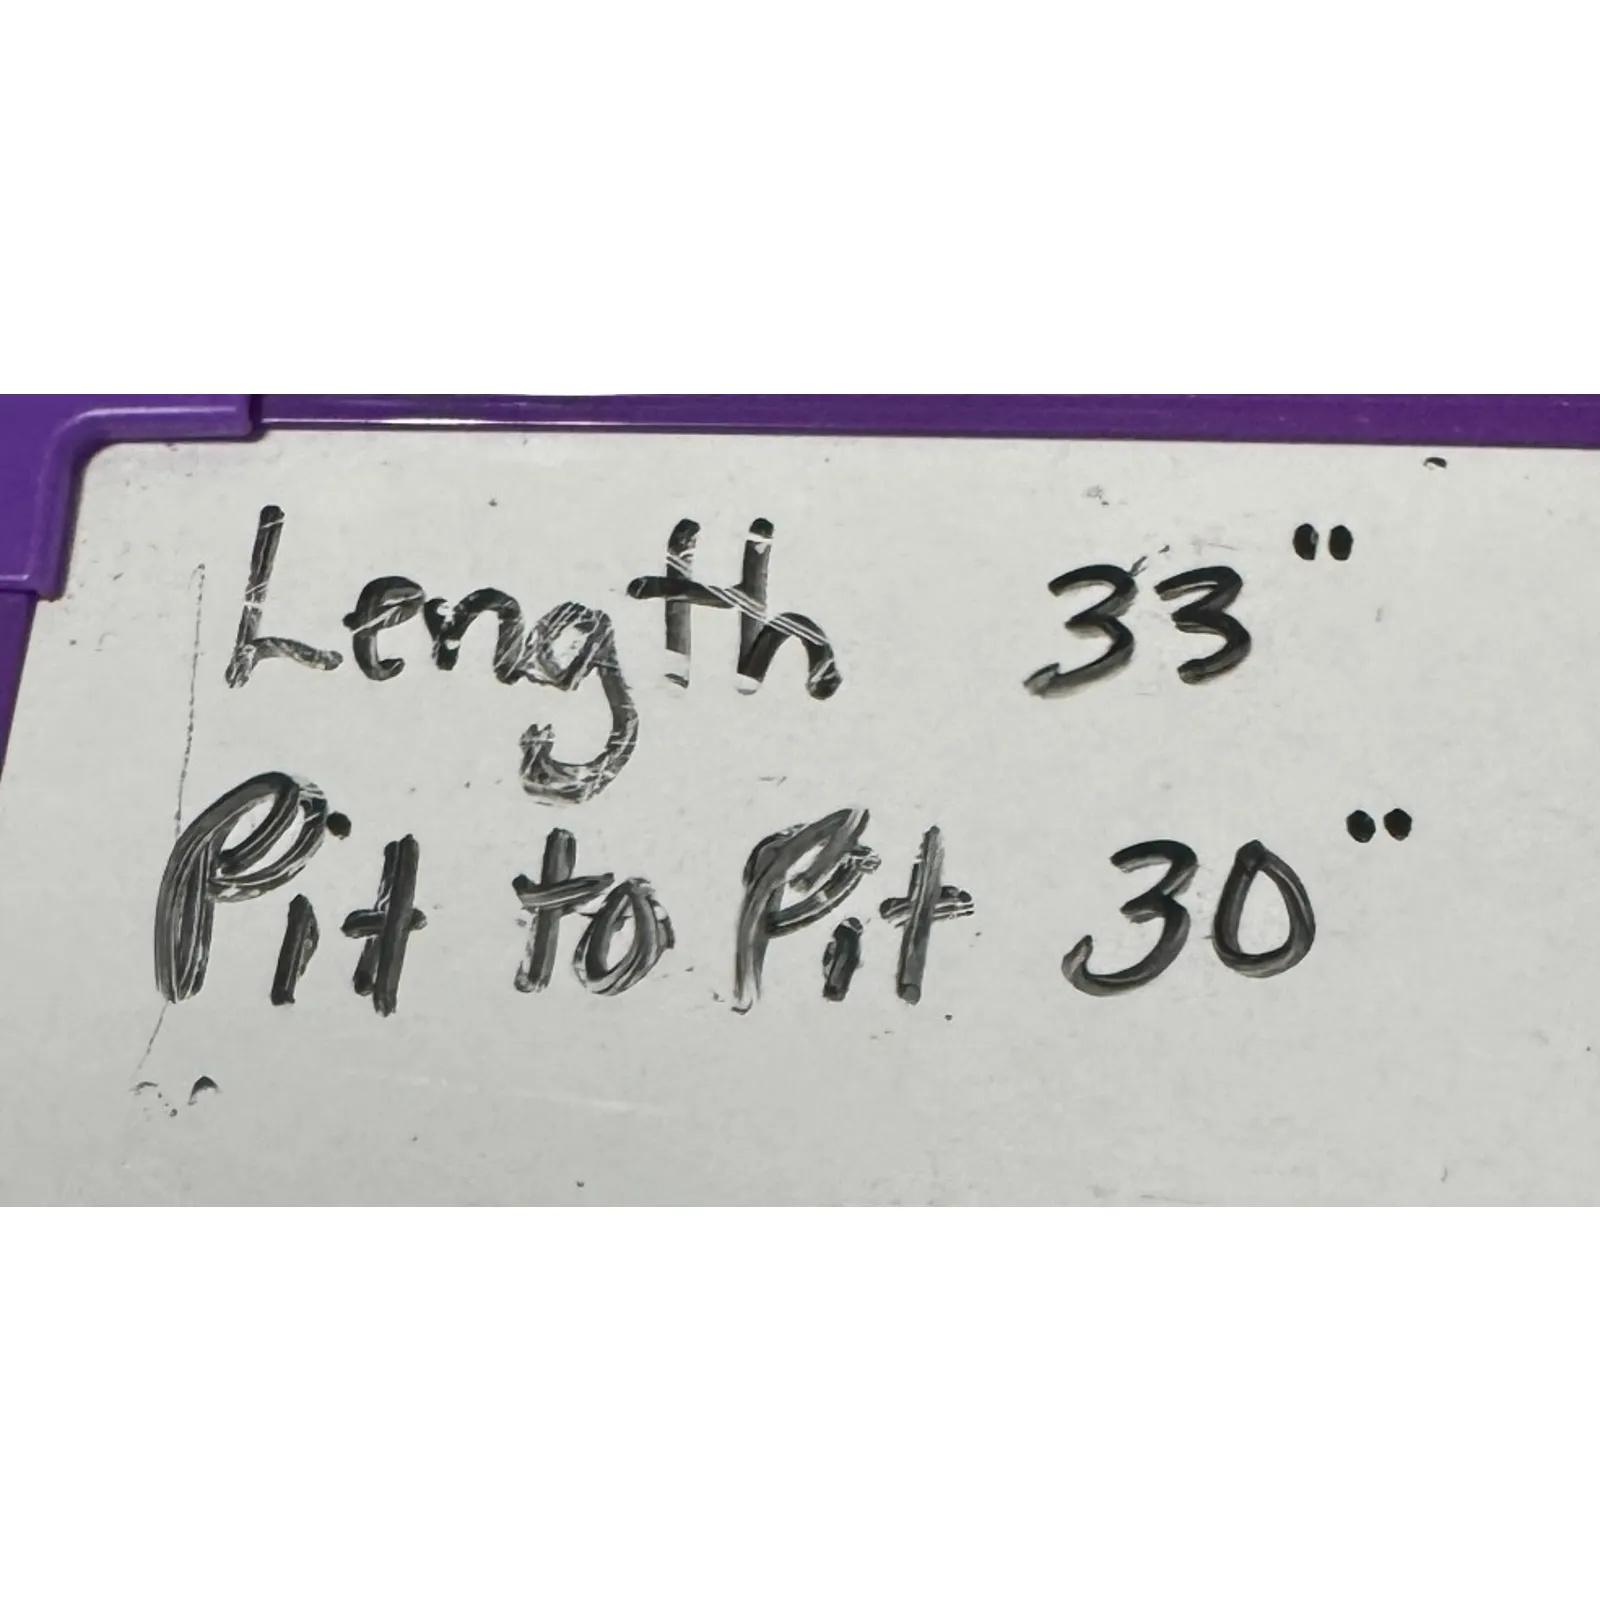 Length 33"
Pit to Pit 30"